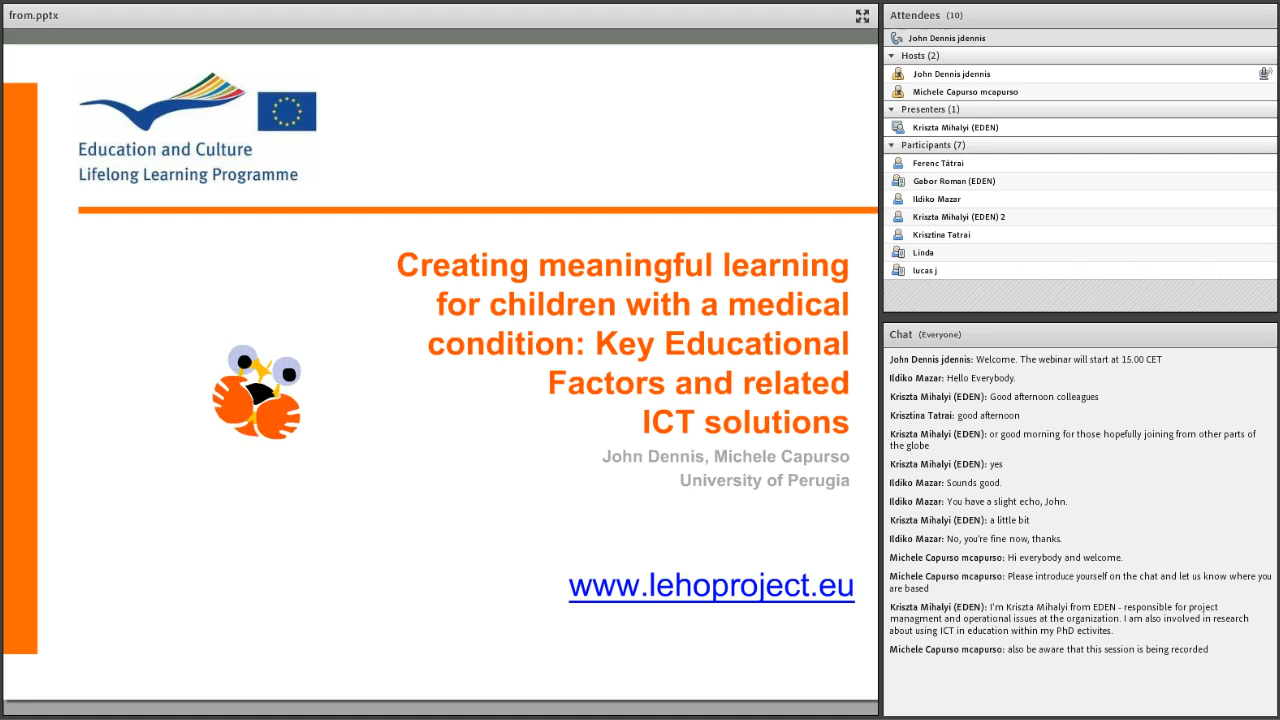 from.pptx
Education and Culture
Lifelong Learning Programme
Creating meaningful learning
for children with a medical
condition: Key Educational
Factors and related
ICT solutions
John Dennis, Michele Capurso
University of Perugia
www.lehoproject.eu
Attendees (10)
John Dennis jdennis
Hosts (2)
John Dennis jdennis
Michele Capurso mcapurso
Presenters (1)
Kriszta Mihalyi (EDEN)
Participants (7)
Ferenc Tátrai
Gabor Roman (EDEN)
Ildiko Mazar
Kriszta Mihalyi (EDEN) 2
Krisztina Tatrai
Linda
lucas j
Chat (Everyone)
John Dennis jdennis: Welcome. The webinar will start at 15.00 CET
Ildiko Mazar: Hello Everybody.
Kriszta Mihalyi (EDEN): Good afternoon colleagues
Krisztina Tatrai: good afternoon
Kriszta Mihalyi (EDEN): or good morning for those hopefully joining from other parts of
the globe
Kriszta Mihalyi (EDEN): yes
Ildiko Mazar: Sounds good.
Ildiko Mazar: You have a slight echo, John.
Kriszta Mihalyi (EDEN): a little bit
Ildiko Mazar: No, you're fine now, thanks.
Michele Capurso mcapurso: Hi everybody and welcome.
Michele Capurso mcapurso: Please introduce yourself on the chat and let us know where you
are based
Kriszta Mihalyi (EDEN): I'm Kriszta Mihalyi from EDEN - responsible for project
managment and operational issues at the organization. I am also involved in research
about using ICT in education within my PhD ectivites.
Michele Capurso mcapurso: also be aware that this session is being recorded